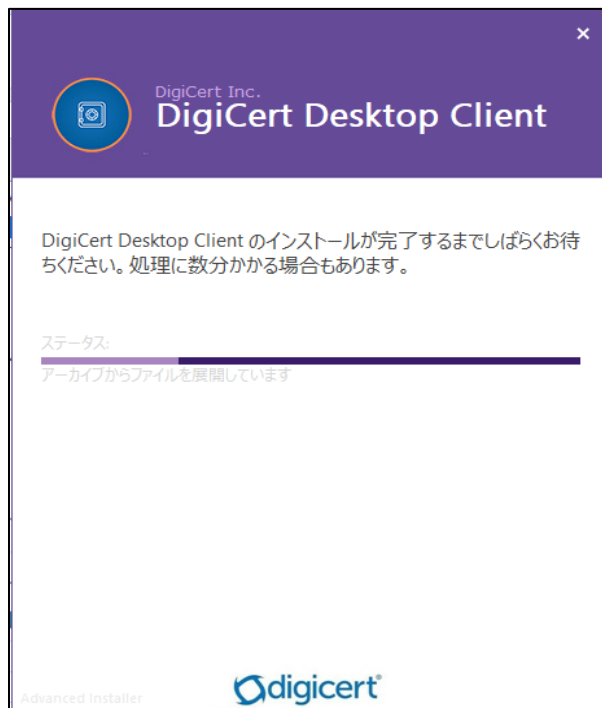 DigiCert Inc.
DigiCert Desktop Client
DigiCert Desktop Client のインストールが完了するまでしばらくお待
ちください。処理に数分かかる場合もあります。
ステータス:
アーカイブからファイルを展開しています
Advanced Installer
digicert®